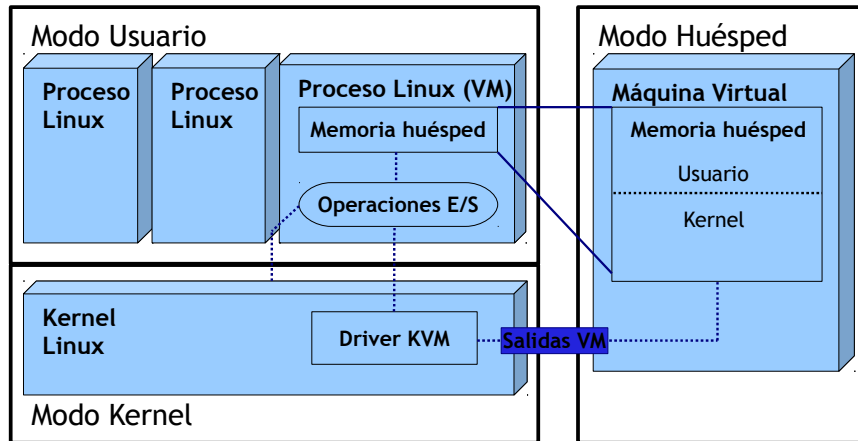 Modo Usuario
Proceso
Linux
Proceso
Linux
Proceso Linux (VM)
Memoria huésped
Operaciones E/S
Kernel
Linux
Driver KVM
Salidas VM
Modo Kernel
Modo Huésped
Máquina Virtual
Memoria huésped
Usuario
Kernel